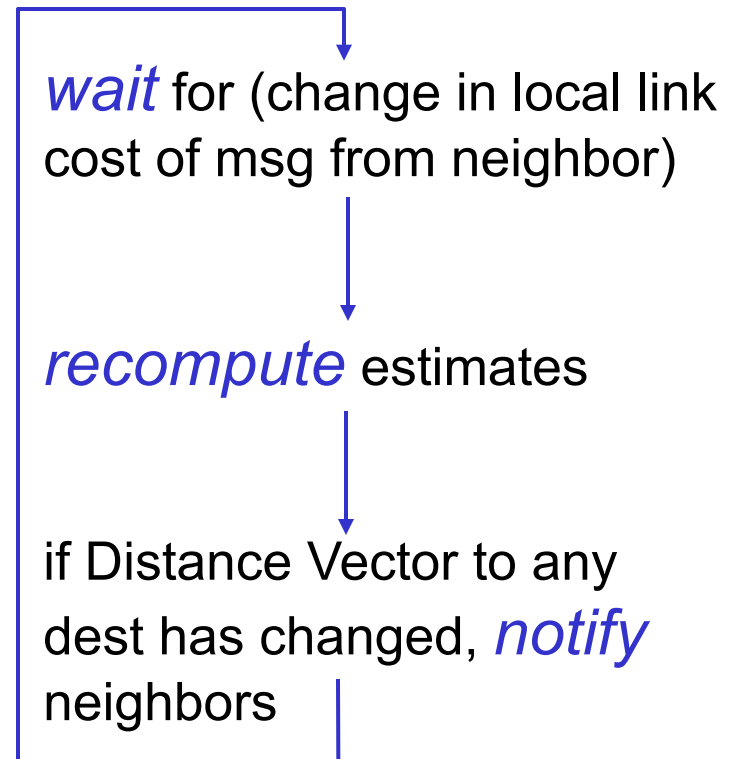 wait for (change in local link
cost of msg from neighbor)
recompute estimates
if Distance Vector to any
dest has changed, notify
neighbors